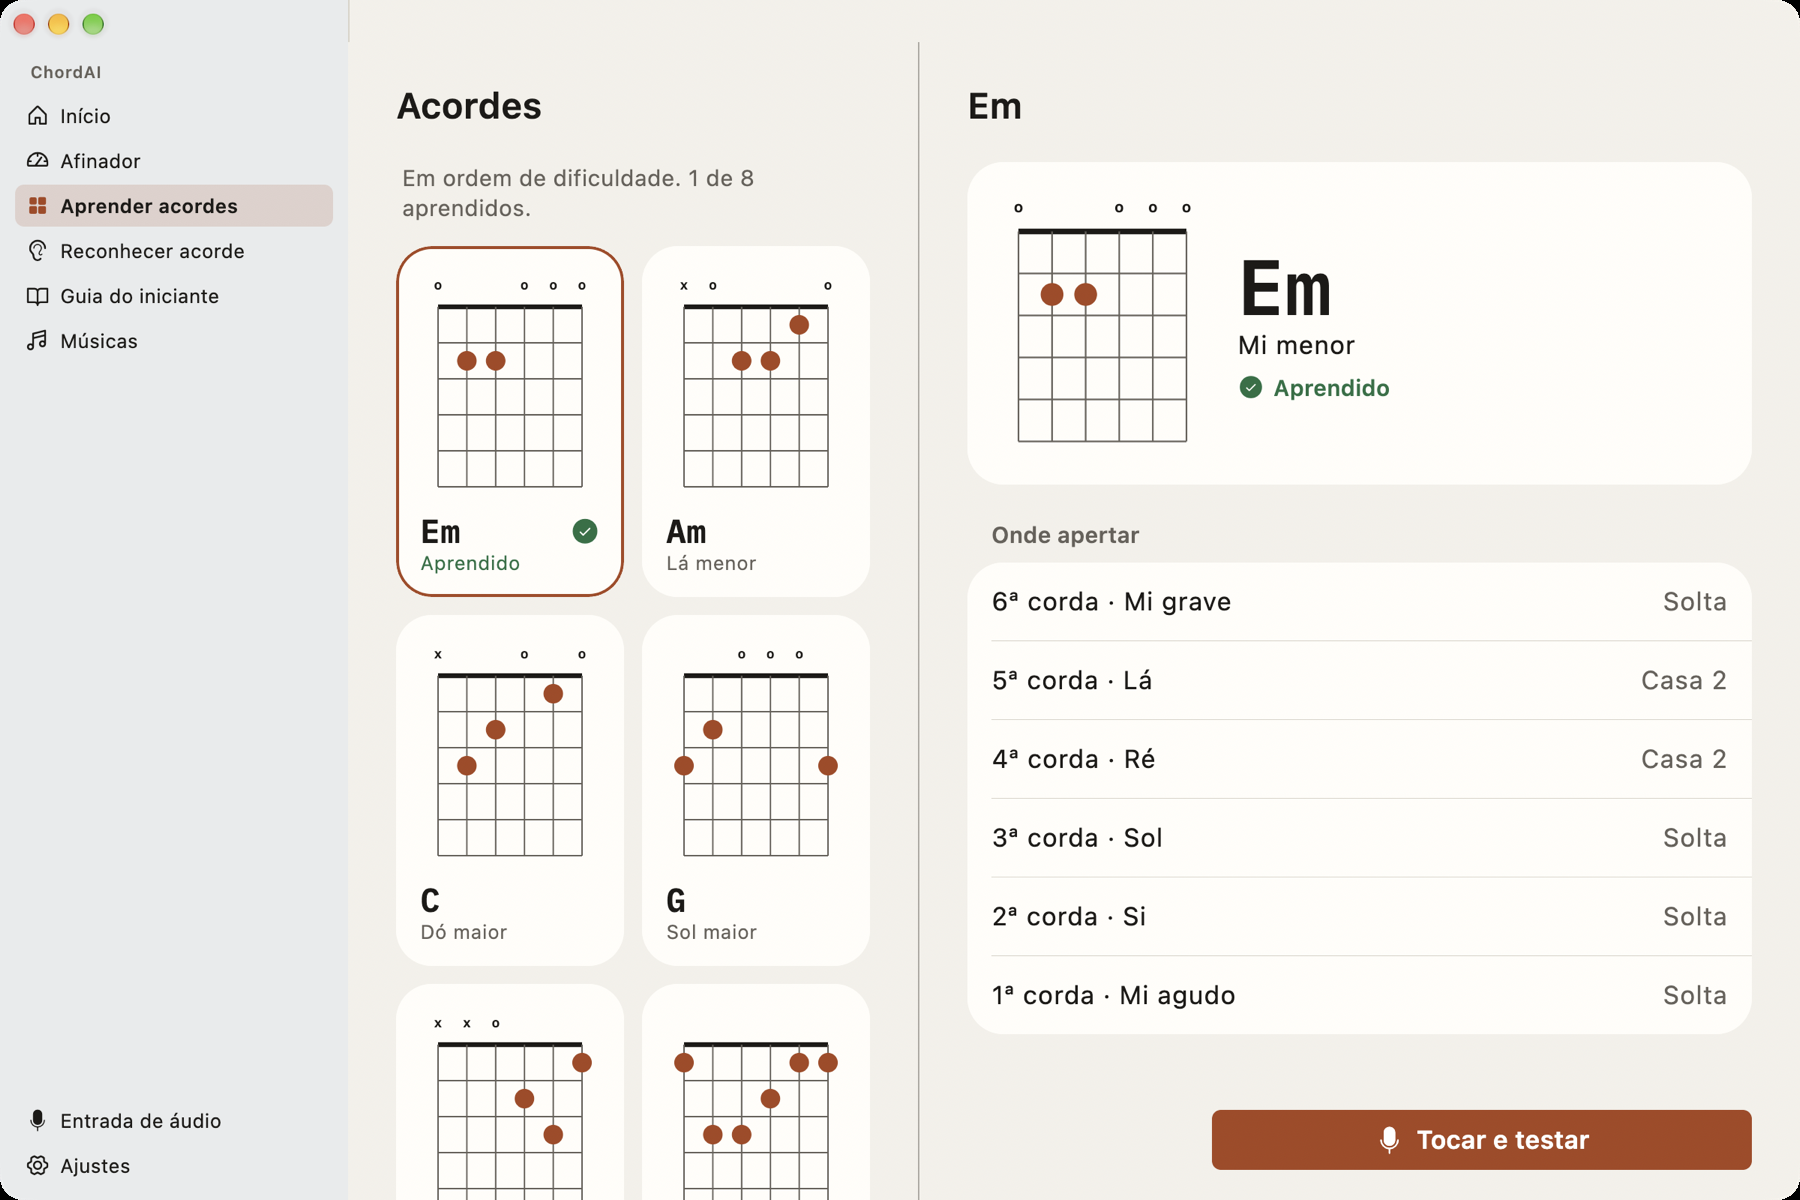 ChordAI
Início
Afinador
Aprender acordes
Reconhecer acorde
Guia do iniciante
Músicas
Entrada de áudio
Ajustes
Acordes
Em ordem de dificuldade. 1 de 8
aprendidos.
o o o o
Em
Aprendido
x o o
Am
Lá menor
x o o
C
Dó maior
o o o
G
Sol maior
x x o
Em
o o o o
Em
Mi menor
Aprendido
Onde apertar
6ª corda · Mi grave Solta
5ª corda · Lá Casa 2
4ª corda · Ré Casa 2
3ª corda · Sol Solta
2ª corda · Si Solta
1ª corda · Mi agudo Solta
Tocar e testar